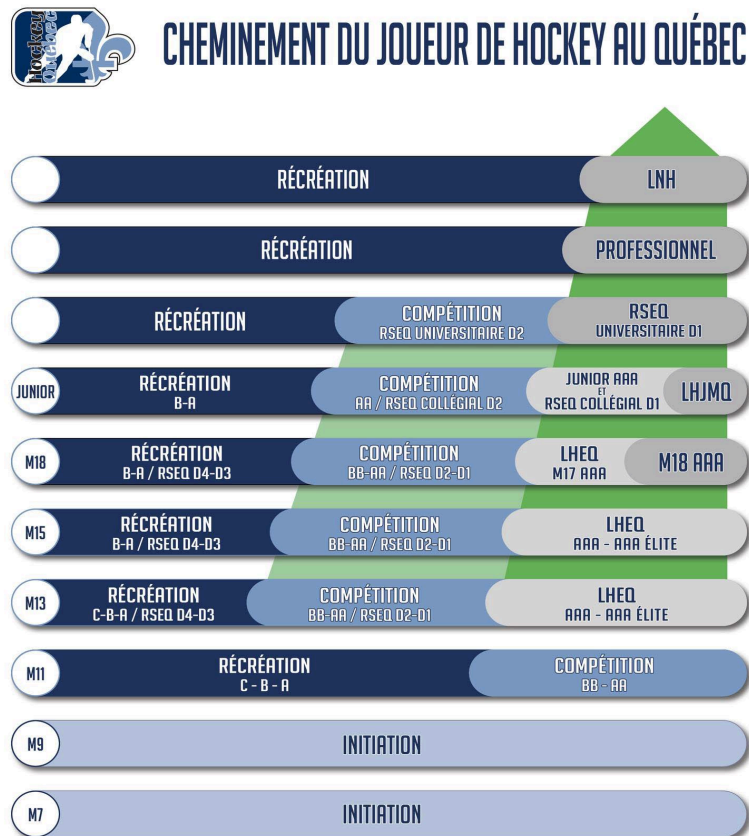 Hockey
Québec
CHEMINEMENT DU JOUEUR DE HOCKEY AU QUÉBEC
RÉCRÉATION
LNH
RÉCRÉATION
PROFESSIONNEL
RÉCRÉATION
COMPÉTITION
RSEQ UNIVERSITAIRE D2
RSEQ
UNIVERSITAIRE D1
JUNIOR
RÉCRÉATION
B-A
COMPÉTITION
AA / RSEQ COLLÉGIAL D2
JUNIOR AAA
ET
RSEQ COLLÉGIAL D1
LHJMQ
M18
RÉCRÉATION
B-A / RSEQ D4-D3
COMPÉTITION
BB-AA / RSEQ D2-D1
LHEQ
M17 AAA
M18 AAA
M15
RÉCRÉATION
B-A / RSEQ D4-D3
COMPÉTITION
BB-AA / RSEQ D2-D1
LHEQ
AAA - AAA ÉLITE
M13
RÉCRÉATION
C-B-A / RSEQ D4-D3
COMPÉTITION
BB-AA / RSEQ D2-D1
LHEQ
AAA - AAA ÉLITE
M11
RÉCRÉATION
C - B - A
COMPÉTITION
BB - AA
M9
INITIATION
M7
INITIATION